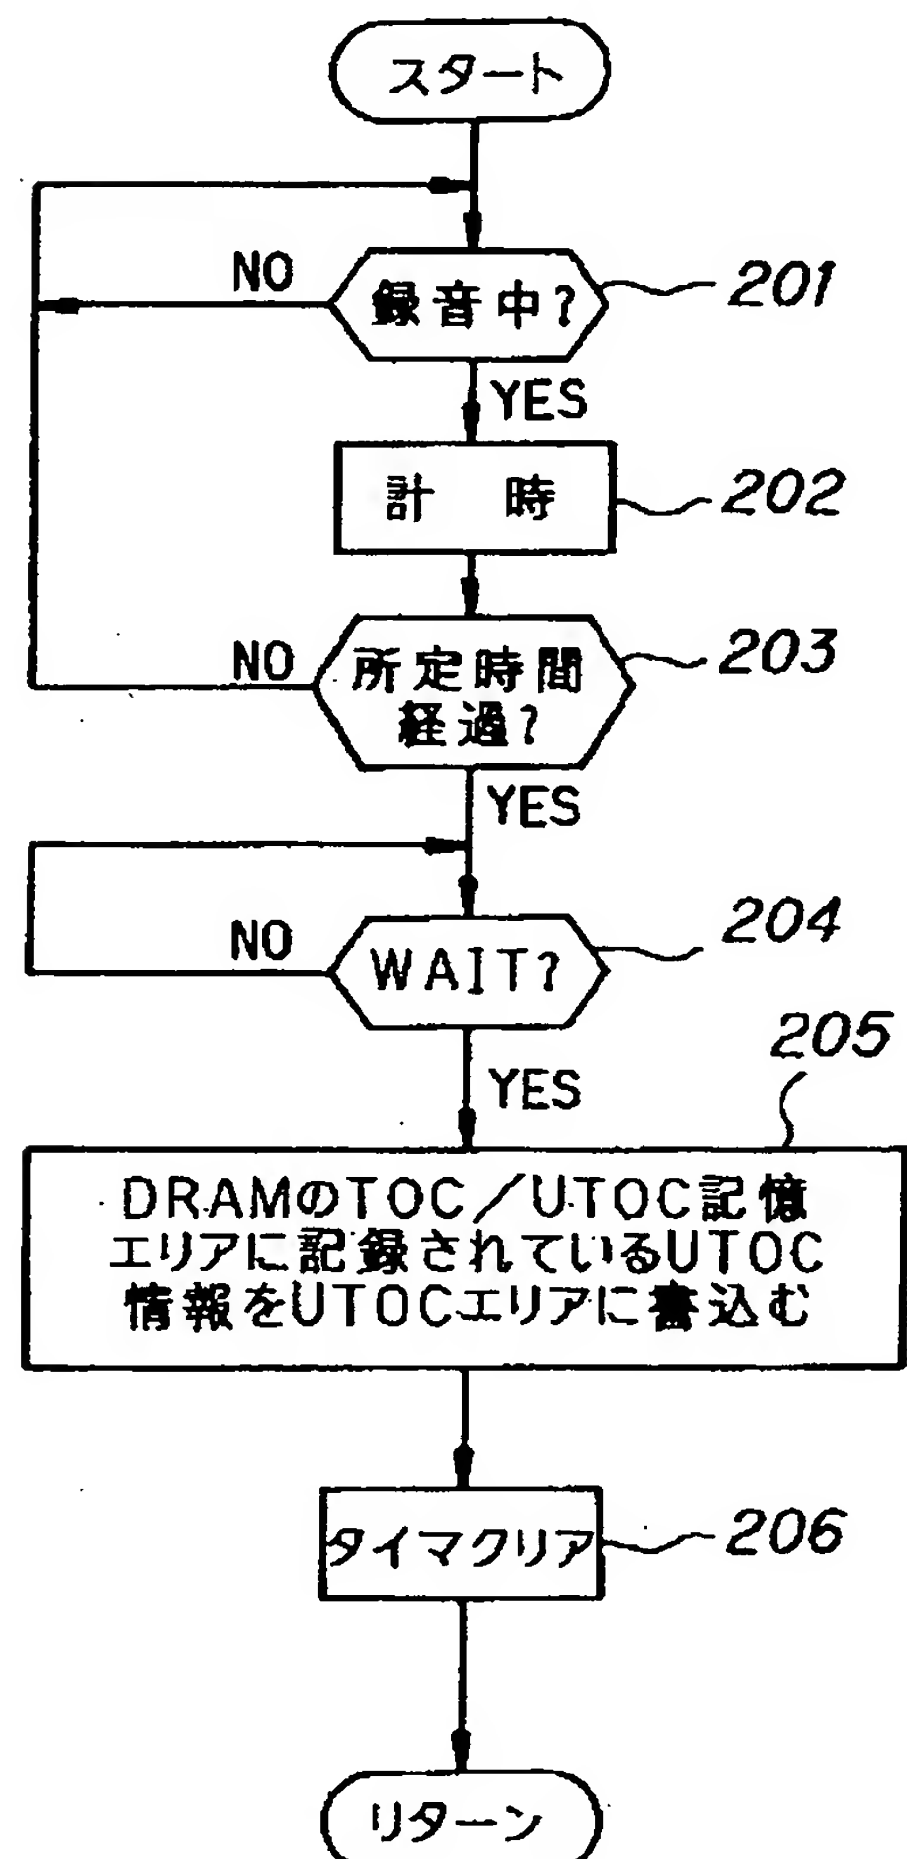 スタート
NO
録音中?
201
YES
計 時
202
NO
所定時間
経過?
203
YES
NO
WAIT?
204
YES
205
DRAMのTOC/UTOC記憶
エリアに記録されているUTOC
情報をUTOCエリアに書込む
タイマクリア
206
リターン